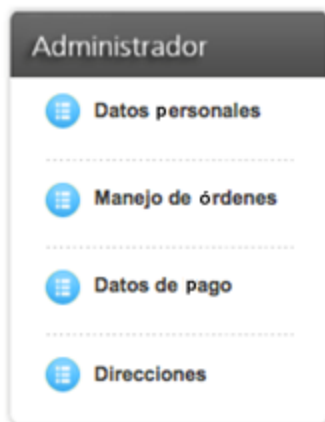 Administrador
Datos personales
Manejo de órdenes
Datos de pago
Direcciones